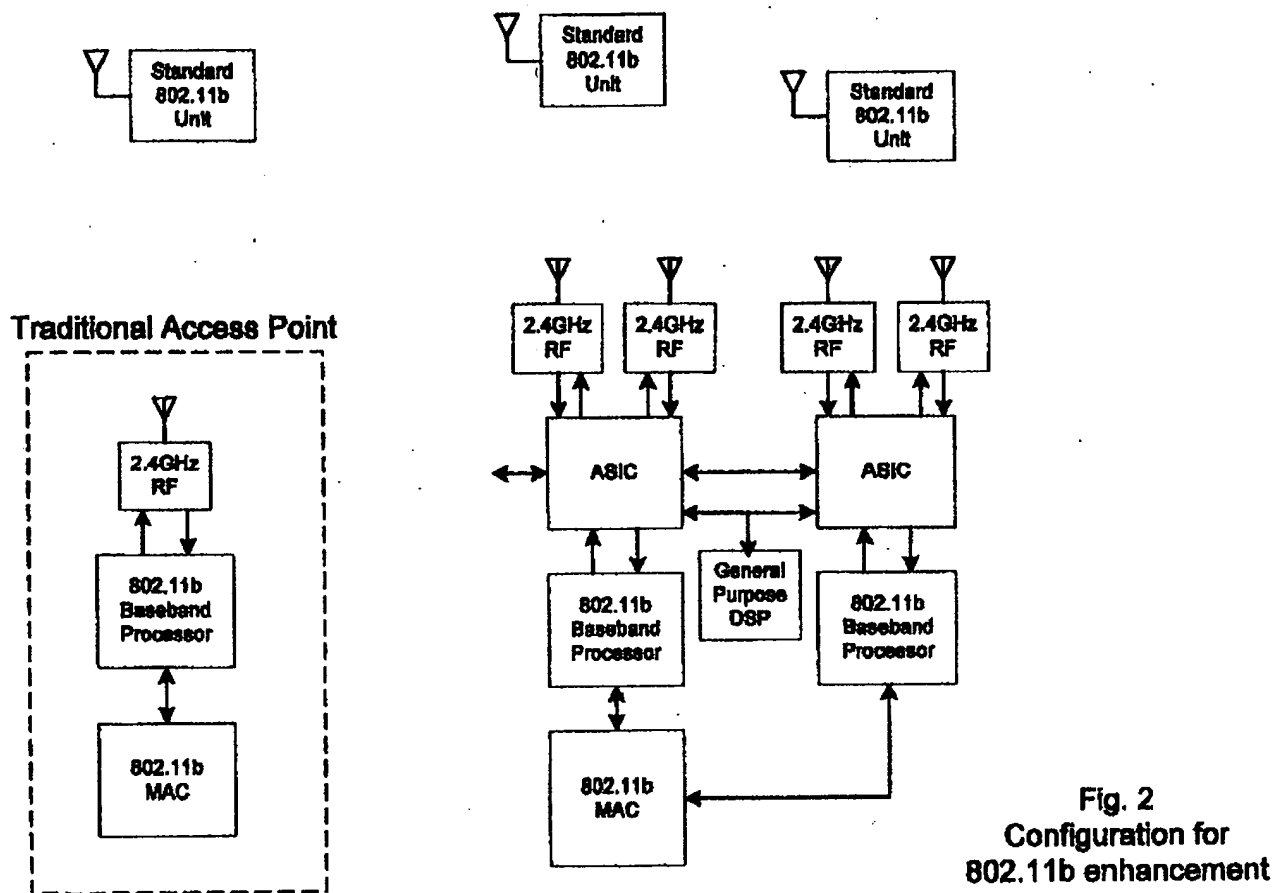 Standard
802.11b
Unit
Standard
802.11b
Unit
Standard
802.11b
Unit
Traditional Access Point
2.4GHz
RF
802.11b
Baseband
Processor
802.11b
MAC
2.4GHz
RF
2.4GHz
RF
2.4GHz
RF
2.4GHz
RF
ASIC
ASIC
802.11b
Baseband
Processor
General
Purpose
DSP
802.11b
Baseband
Processor
802.11b
MAC
Fig. 2
Configuration for
802.11b enhancement